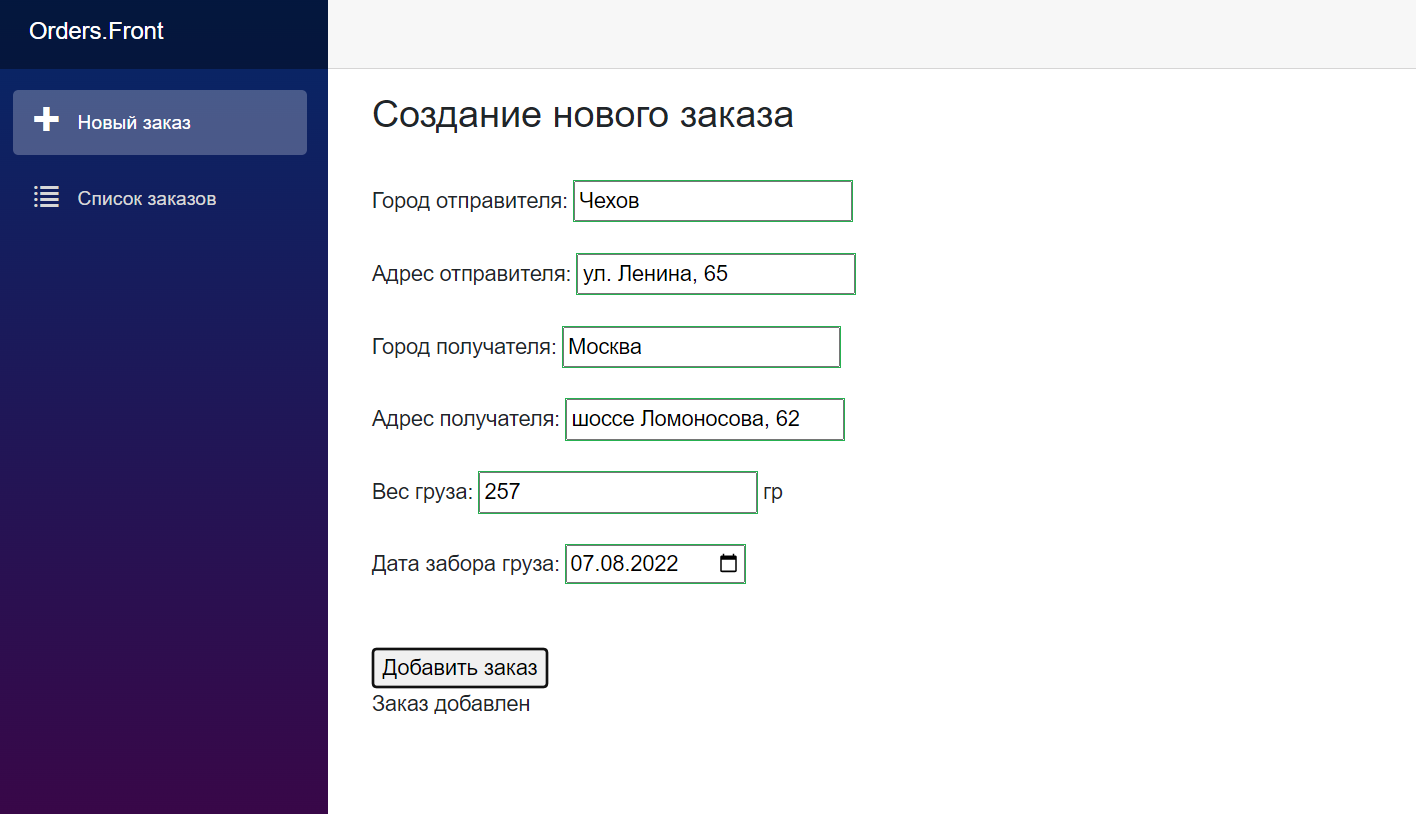 Orders.Front
Новый заказ
Список заказов
Создание нового заказа
Город отправителя: Чехов
Адрес отправителя: ул. Ленина, 65
Город получателя: Москва
Адрес получателя: шоссе Ломоносова, 62
Вес груза: 257 гр
Дата забора груза: 07.08.2022
Добавить заказ
Заказ добавлен